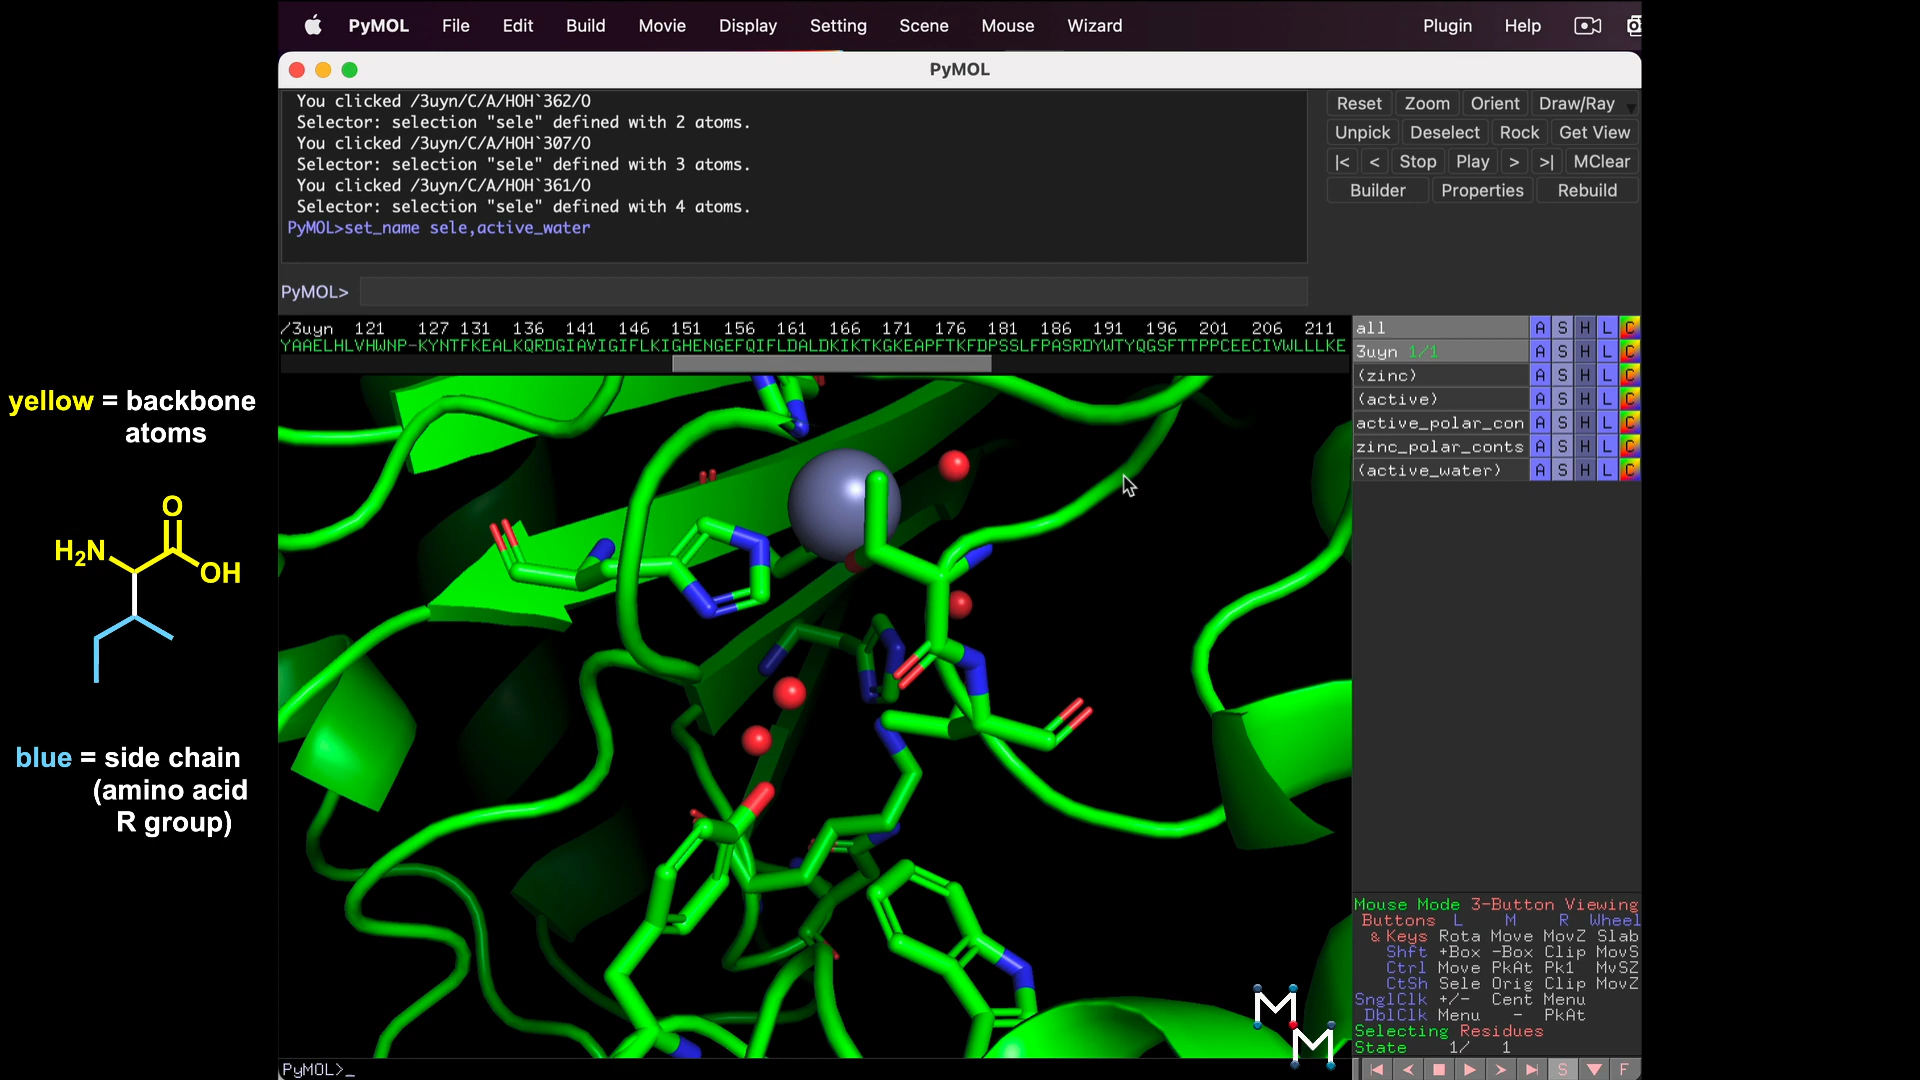 PyMOL File Edit Build Movie Display Setting Scene Mouse Wizard Plugin Help
PyMOL
You clicked /3uyn/C/A/HOH`362/O
Selector: selection "sele" defined with 2 atoms.
You clicked /3uyn/C/A/HOH`307/O
Selector: selection "sele" defined with 3 atoms.
You clicked /3uyn/C/A/HOH`361/O
Selector: selection "sele" defined with 4 atoms.
PyMOL>set_name sele,active_water
PyMOL>
Reset Zoom Orient Draw/Ray
Unpick Deselect Rock Get View
|< < Stop Play > >| MClear
Builder Properties Rebuild
/3uyn 121 127 131 136 141 146 151 156 161 166 171 176 181 186 191 196 201 206 211
YAAELHLVHWNP-KYNTFKEALKQRDGIAVIGIFLKIGHENGEFQIFLDALDKIKTKGKEAPFTKFDPSSLFPASRDYWTYQGSFTTPPCEECIVWLLLKE
all A S H L C
3uyn 1/1 A S H L C
(zinc) A S H L C
(active) A S H L C
active_polar_con A S H L C
zinc_polar_conts A S H L C
(active_water) A S H L C
yellow = backbone
atoms
O
H2N
OH
blue = side chain
(amino acid
R group)
Mouse Mode 3-Button Viewing
Buttons L M R Wheel
& Keys Rota Move MovZ Slab
Shft +Box -Box Clip MovS
Ctrl Move PkAt Pk1 MvSZ
CtSh Sele Orig Clip MovZ
SnglClk +/- Cent Menu
DblClk Menu - PkAt
Selecting Residues
State 1/ 1
S F
M
M
PyMOL>_